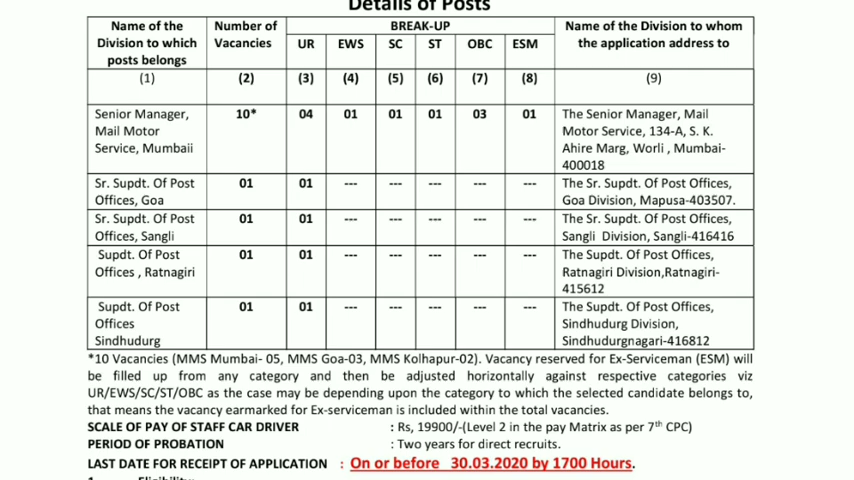 Details of Posts
Name of the Division to which posts belongs | Number of Vacancies | BREAK-UP | Name of the Division to whom the application address to
UR | EWS | SC | ST | OBC | ESM
(1) | (2) | (3) | (4) | (5) | (6) | (7) | (8) | (9)
Senior Manager, Mail Motor Service, Mumbaii | 10* | 04 | 01 | 01 | 01 | 03 | 01 | The Senior Manager, Mail Motor Service, 134-A, S. K. Ahire Marg, Worli , Mumbai-400018
Sr. Supdt. Of Post Offices, Goa | 01 | 01 | --- | --- | --- | --- | --- | The Sr. Supdt. Of Post Offices, Goa Division, Mapusa-403507.
Sr. Supdt. Of Post Offices, Sangli | 01 | 01 | --- | --- | --- | --- | --- | The Sr. Supdt. Of Post Offices, Sangli Division, Sangli-416416
Supdt. Of Post Offices , Ratnagiri | 01 | 01 | --- | --- | --- | --- | --- | The Supdt. Of Post Offices, Ratnagiri Division,Ratnagiri-415612
Supdt. Of Post Offices Sindhudurg | 01 | 01 | --- | --- | --- | --- | --- | The Supdt. Of Post Offices, Sindhudurg Division, Sindhudurgnagari-416812
*10 Vacancies (MMS Mumbai- 05, MMS Goa-03, MMS Kolhapur-02). Vacancy reserved for Ex-Serviceman (ESM) will
be filled up from any category and then be adjusted horizontally against respective categories viz
UR/EWS/SC/ST/OBC as the case may be depending upon the category to which the selected candidate belongs to,
that means the vacancy earmarked for Ex-serviceman is included within the total vacancies.
SCALE OF PAY OF STAFF CAR DRIVER : Rs, 19900/-(Level 2 in the pay Matrix as per 7th CPC)
PERIOD OF PROBATION : Two years for direct recruits.
LAST DATE FOR RECEIPT OF APPLICATION : On or before 30.03.2020 by 1700 Hours.
1. Eligibility: